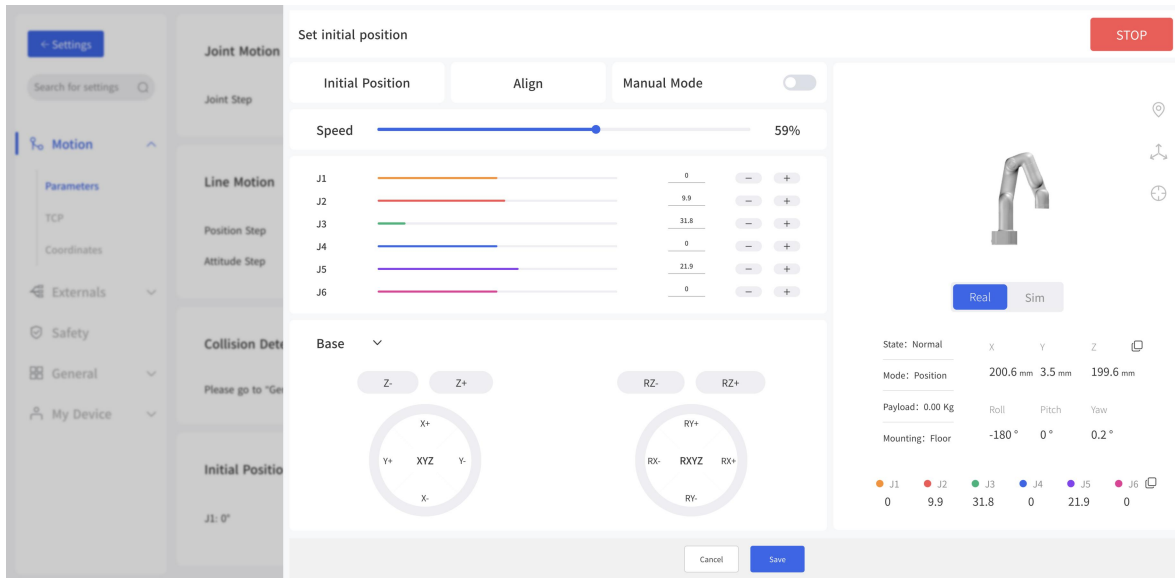 ← Settings
Search for settings
Motion
Parameters
TCP
Coordinates
Externals
Safety
General
My Device
Joint Motion
Joint Step
Line Motion
Position Step
Attitude Step
Collision Dete
Please go to "Ge
Initial Positio
J1: 0°
Set initial position
STOP
Initial Position
Align
Manual Mode
Speed 59%
J1 0 − +
J2 9.9 − +
J3 31.8 − +
J4 0 − +
J5 21.9 − +
J6 0 − +
Base
Z- Z+
X+
Y+ XYZ Y-
X-
RZ- RZ+
RY+
RX- RXYZ RX+
RY-
Real Sim
State: Normal
Mode: Position
Payload: 0.00 Kg
Mounting: Floor
X Y Z
200.6 mm 3.5 mm 199.6 mm
Roll Pitch Yaw
-180 ° 0 ° 0.2 °
J1 J2 J3 J4 J5 J6
0 9.9 31.8 0 21.9 0
Cancel Save